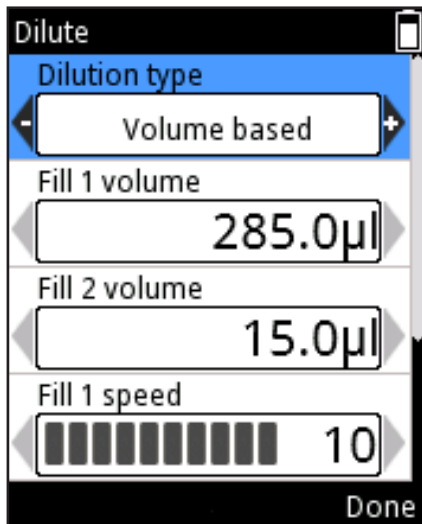 Dilute
Dilution type
- Volume based +
Fill 1 volume
285.0µl
Fill 2 volume
15.0µl
Fill 1 speed
10
Done